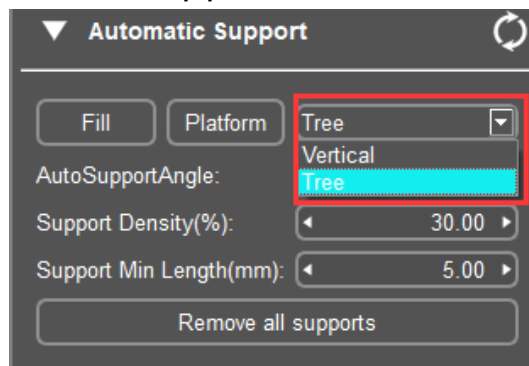 Automatic Support
Fill Platform Tree
Vertical
AutoSupportAngle: Tree
Support Density(%): 30.00
Support Min Length(mm): 5.00
Remove all supports